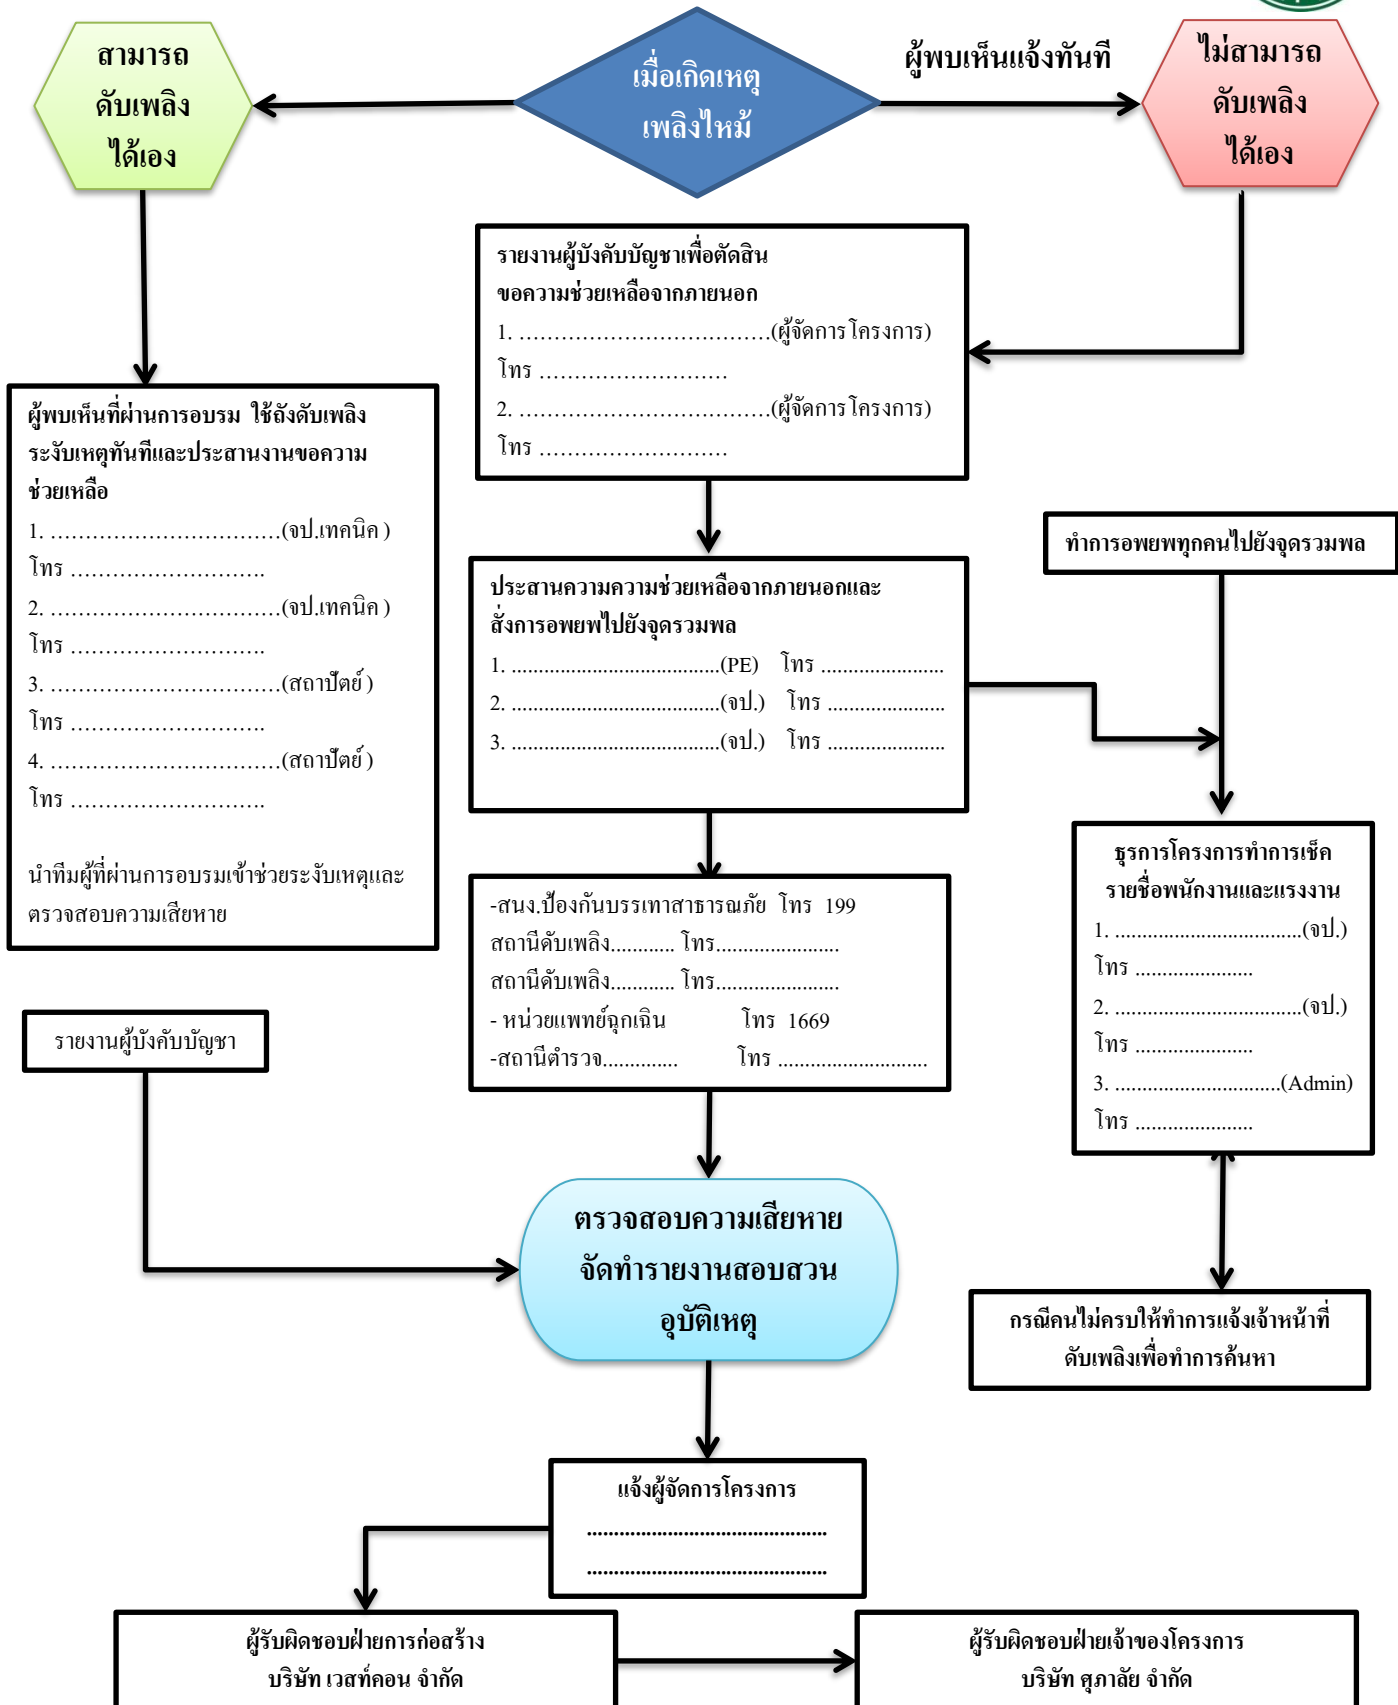 สามารถ
ดับเพลิง
ได้เอง
เมื่อเกิดเหตุ
เพลิงไหม้
ผู้พบเห็นแจ้งทันที
ไม่สามารถ
ดับเพลิง
ได้เอง
รายงานผู้บังคับบัญชาเพื่อตัดสิน
ขอความช่วยเหลือจากภายนอก
1. ………………………………(ผู้จัดการโครงการ)
โทร ………………………
2. ………………………………(ผู้จัดการโครงการ)
โทร ………………………
ผู้พบเห็นที่ผ่านการอบรม ใช้ถังดับเพลิง
ระงับเหตุทันทีและประสานงานขอความ
ช่วยเหลือ
1. ……………………………(จป.เทคนิค)
โทร ……………………….
2. ……………………………(จป.เทคนิค)
โทร ……………………….
3. ……………………………(สถาปัตย์)
โทร ……………………….
4. ……………………………(สถาปัตย์)
โทร ……………………….
นำทีมผู้ที่ผ่านการอบรมเข้าช่วยระงับเหตุและ
ตรวจสอบความเสียหาย
ทำการอพยพทุกคนไปยังจุดรวมพล
ประสานความความช่วยเหลือจากภายนอกและ
สั่งการอพยพไปยังจุดรวมพล
1. .......................................(PE) โทร .......................
2. .......................................(จป.) โทร ......................
3. .......................................(จป.) โทร ......................
ธุรการโครงการทำการเช็ค
รายชื่อพนักงานและแรงงาน
1. ...................................(จป.)
โทร ......................
2. ...................................(จป.)
โทร ......................
3. ...............................(Admin)
โทร ......................
-สนง.ป้องกันบรรเทาสาธารณภัย โทร 199
สถานีดับเพลิง............ โทร.......................
สถานีดับเพลิง............ โทร.......................
- หน่วยแพทย์ฉุกเฉิน โทร 1669
-สถานีตำรวจ.............. โทร ............................
รายงานผู้บังคับบัญชา
ตรวจสอบความเสียหาย
จัดทำรายงานสอบสวน
อุบัติเหตุ
กรณีคนไม่ครบให้ทำการแจ้งเจ้าหน้าที่
ดับเพลิงเพื่อทำการค้นหา
แจ้งผู้จัดการโครงการ
.............................................
.............................................
ผู้รับผิดชอบฝ่ายการก่อสร้าง
บริษัท เวสท์คอน จำกัด
ผู้รับผิดชอบฝ่ายเจ้าของโครงการ
บริษัท ศุภาลัย จำกัด